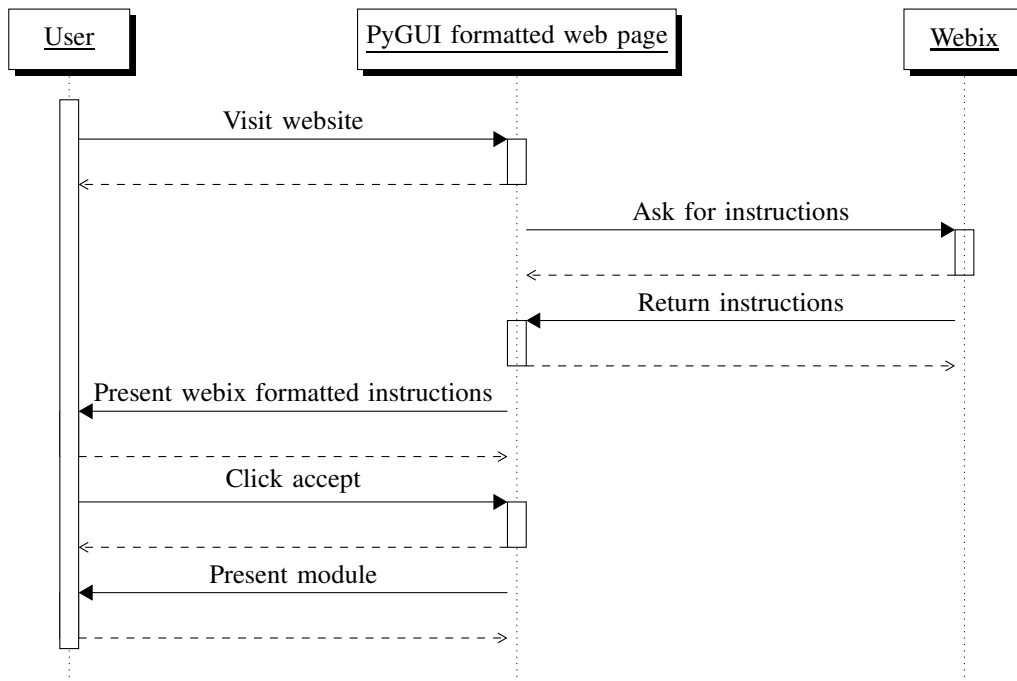 User
PyGUI formatted web page
Webix
Visit website
Ask for instructions
Return instructions
Present webix formatted instructions
Click accept
Present module